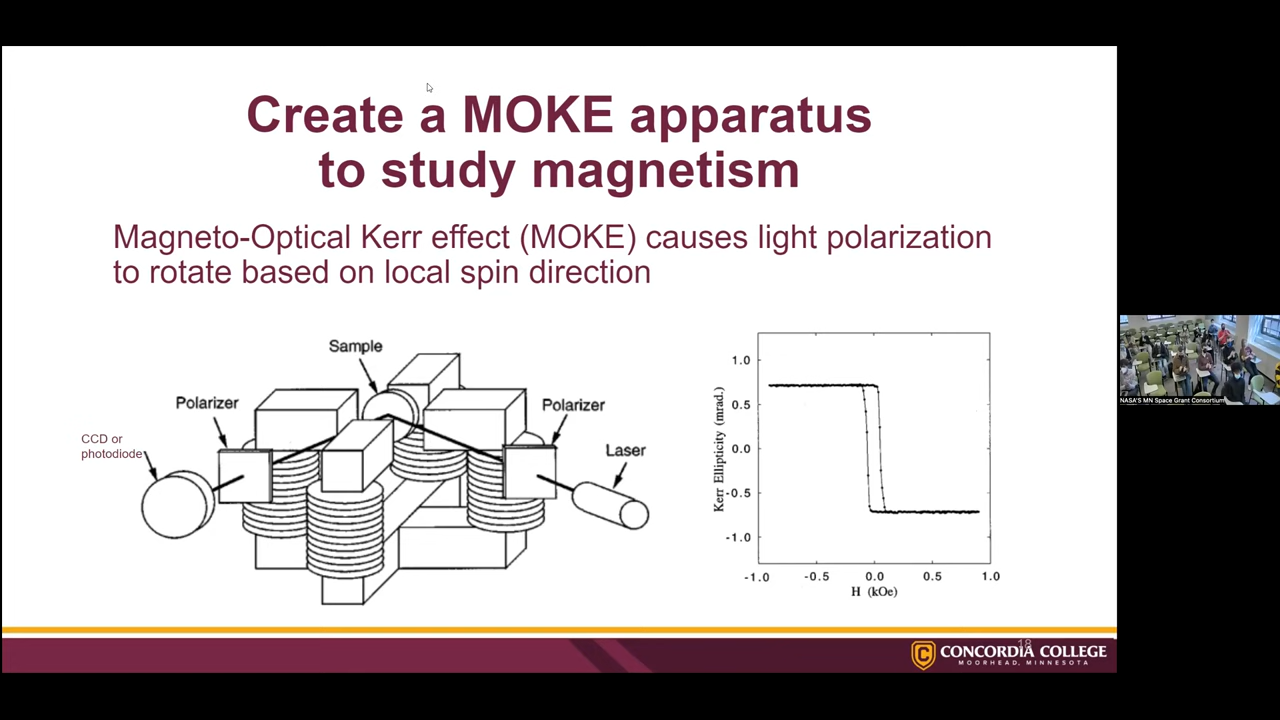 Create a MOKE apparatus
to study magnetism
Magneto-Optical Kerr effect (MOKE) causes light polarization
to rotate based on local spin direction
Sample
Polarizer
Polarizer
CCD or
photodiode
Laser
Kerr Ellipticity (mrad.)
1.0
0.5
0.0
-0.5
-1.0
-1.0 -0.5 0.0 0.5 1.0
H (kOe)
18
C CONCORDIA COLLEGE
MOORHEAD, MINNESOTA
NASA'S MN Space Grant Consortium